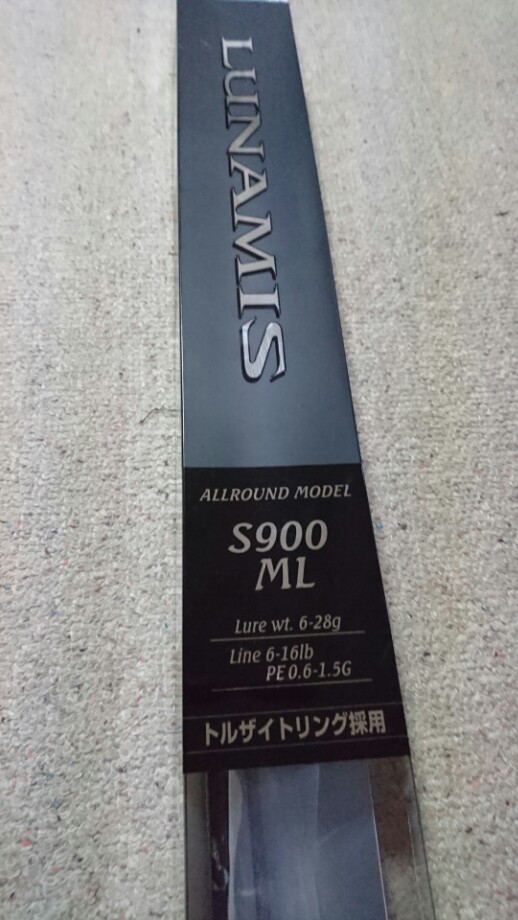 LUNAMIS
ALLROUND MODEL
S900
ML
Lure wt. 6-28g
Line 6-16lb
PE 0.6-1.5G
トルザイトリング採用